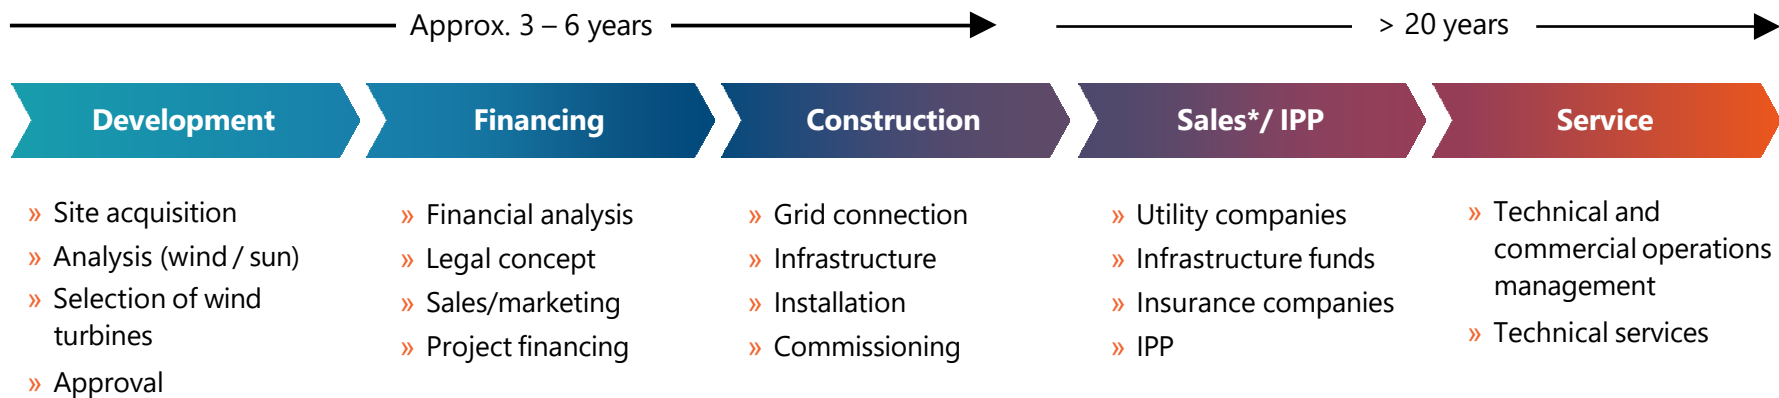 Approx. 3 – 6 years
> 20 years
Development
Financing
Construction
Sales*/ IPP
Service
» Site acquisition
» Analysis (wind / sun)
» Selection of wind
turbines
» Approval
» Financial analysis
» Legal concept
» Sales/marketing
» Project financing
» Grid connection
» Infrastructure
» Installation
» Commissioning
» Utility companies
» Infrastructure funds
» Insurance companies
» IPP
» Technical and
commercial operations
management
» Technical services